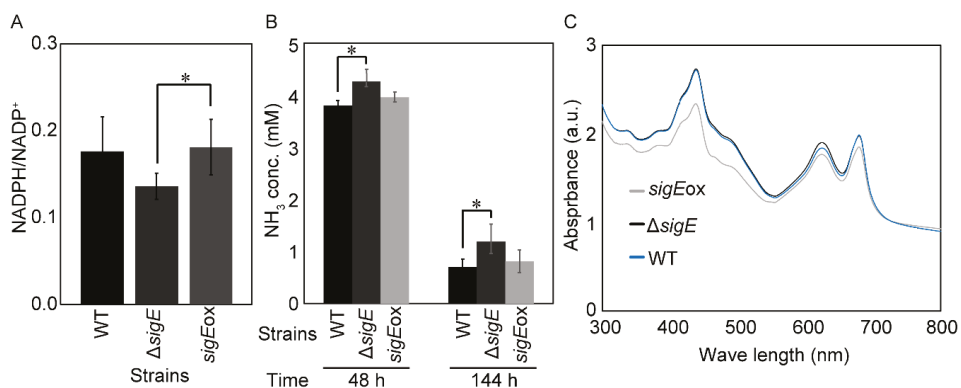 A
NADPH/NADP⁺
0.3
0.2
0.1
0.0
*
WT
ΔsigE
sigEox
Strains
B
NH₃ conc. (mM)
5
4
3
2
1
0
*
*
Strains
WT
ΔsigE
sigEox
WT
ΔsigE
sigEox
Time
48 h
144 h
C
Absprbance (a.u.)
3
2
1
0
sigEox
ΔsigE
WT
300 400 500 600 700 800
Wave length (nm)